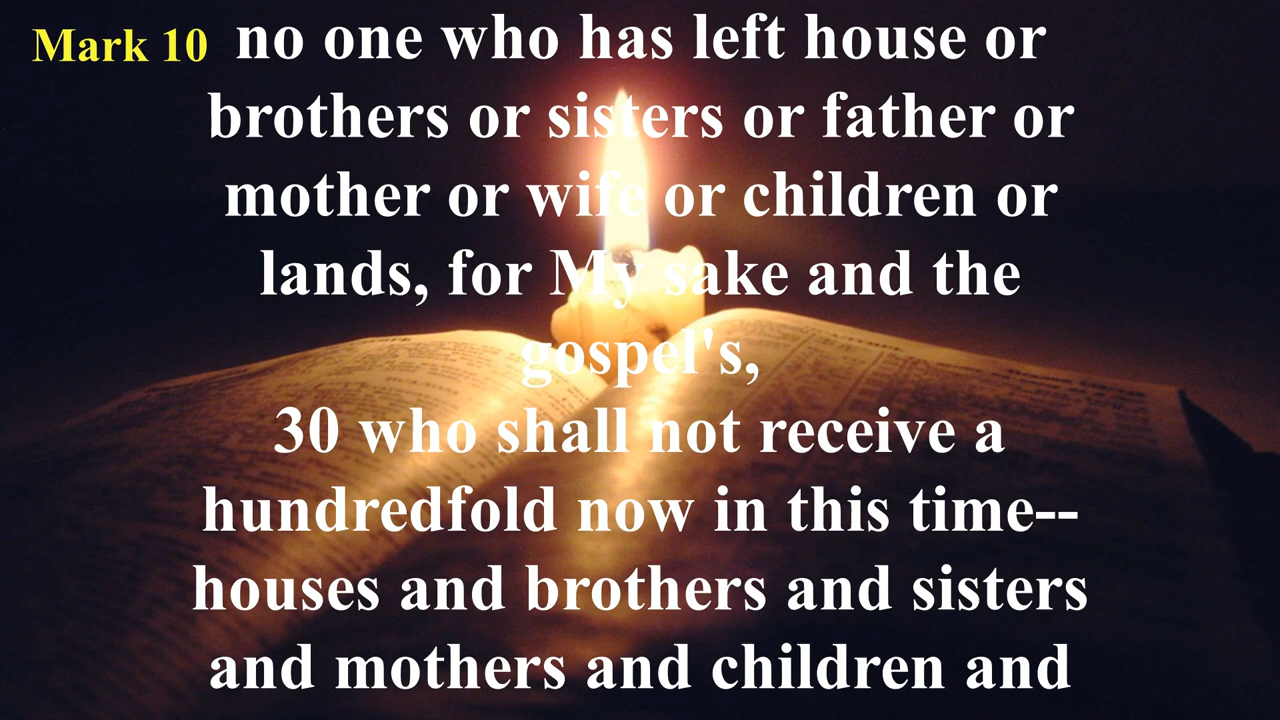 Mark 10
no one who has left house or
brothers or sisters or father or
mother or wife or children or
lands, for My sake and the
gospel's,
30 who shall not receive a
hundredfold now in this time--
houses and brothers and sisters
and mothers and children and